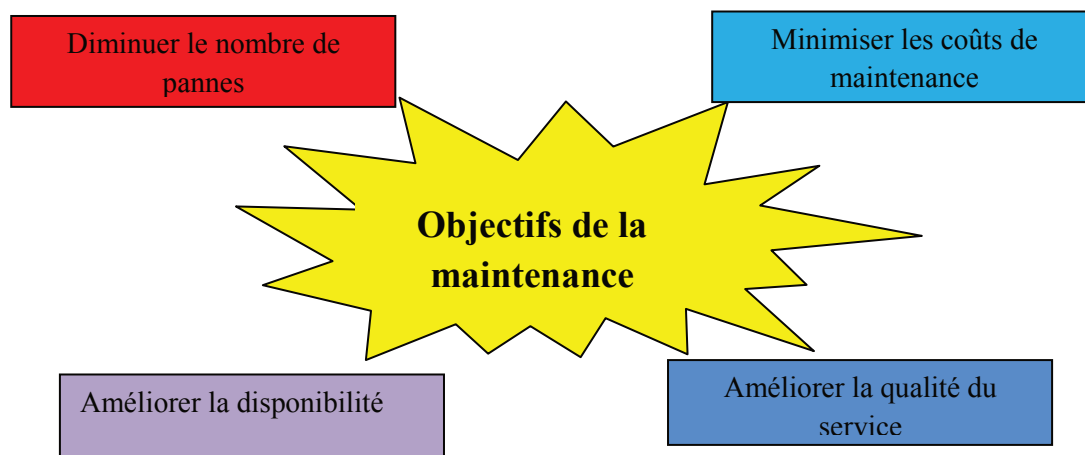 Diminuer le nombre de
pannes
Minimiser les coûts de
maintenance
Objectifs de la
maintenance
Améliorer la disponibilité
Améliorer la qualité du
service